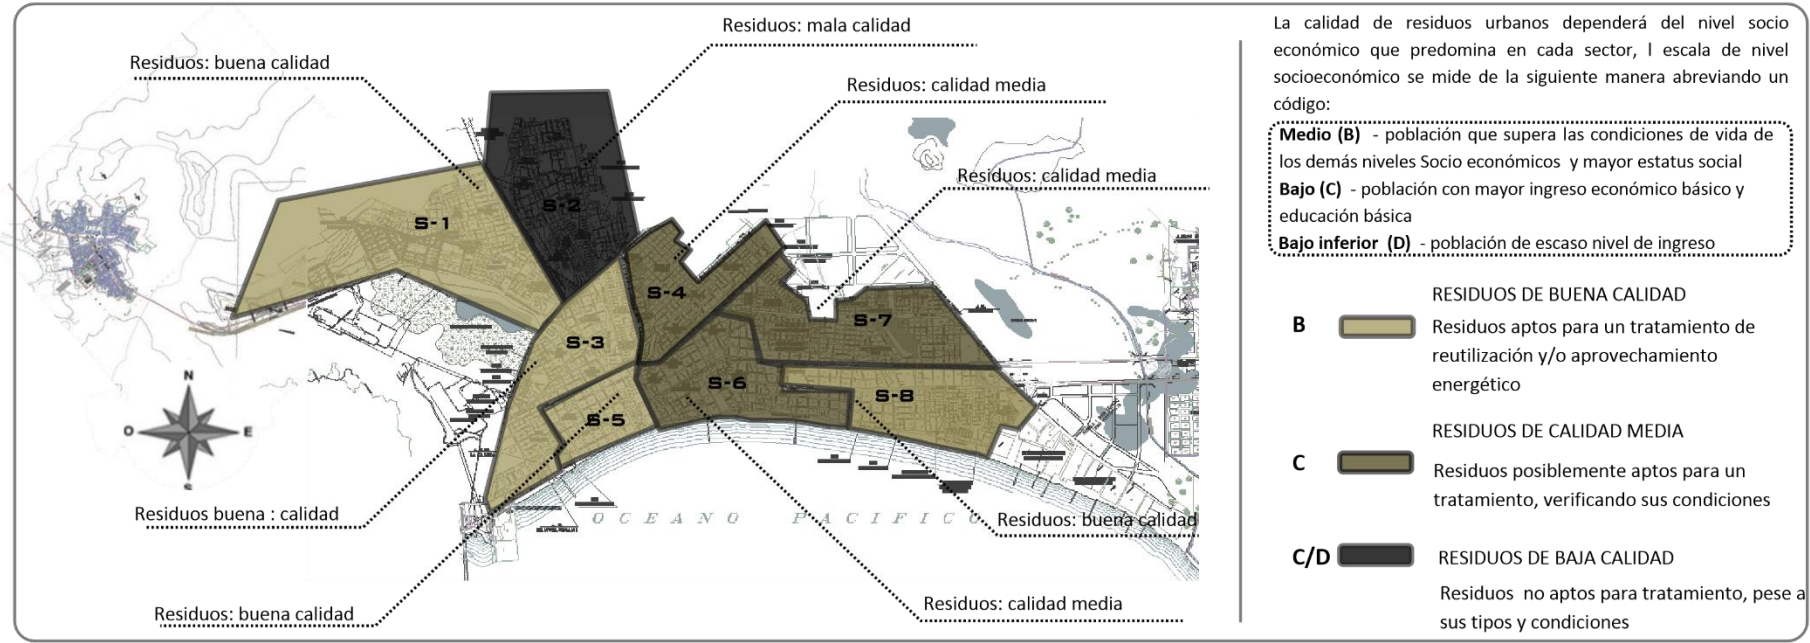 Residuos: mala calidad
Residuos: buena calidad
Residuos: calidad media
Residuos: calidad media
S-1
S-2
S-3
S-4
S-5
S-6
S-7
S-8
N
O
E
S
OCEANO PACIFICO
Residuos buena : calidad
Residuos: buena calidad
Residuos: buena calidad
Residuos: calidad media
La calidad de residuos urbanos dependerá del nivel socio
económico que predomina en cada sector, l escala de nivel
socioeconómico se mide de la siguiente manera abreviando un
código:
Medio (B) - población que supera las condiciones de vida de
los demás niveles Socio económicos y mayor estatus social
Bajo (C) - población con mayor ingreso económico básico y
educación básica
Bajo inferior (D) - población de escaso nivel de ingreso
RESIDUOS DE BUENA CALIDAD
B
Residuos aptos para un tratamiento de
reutilización y/o aprovechamiento
energético
RESIDUOS DE CALIDAD MEDIA
C
Residuos posiblemente aptos para un
tratamiento, verificando sus condiciones
C/D
RESIDUOS DE BAJA CALIDAD
Residuos no aptos para tratamiento, pese a
sus tipos y condiciones